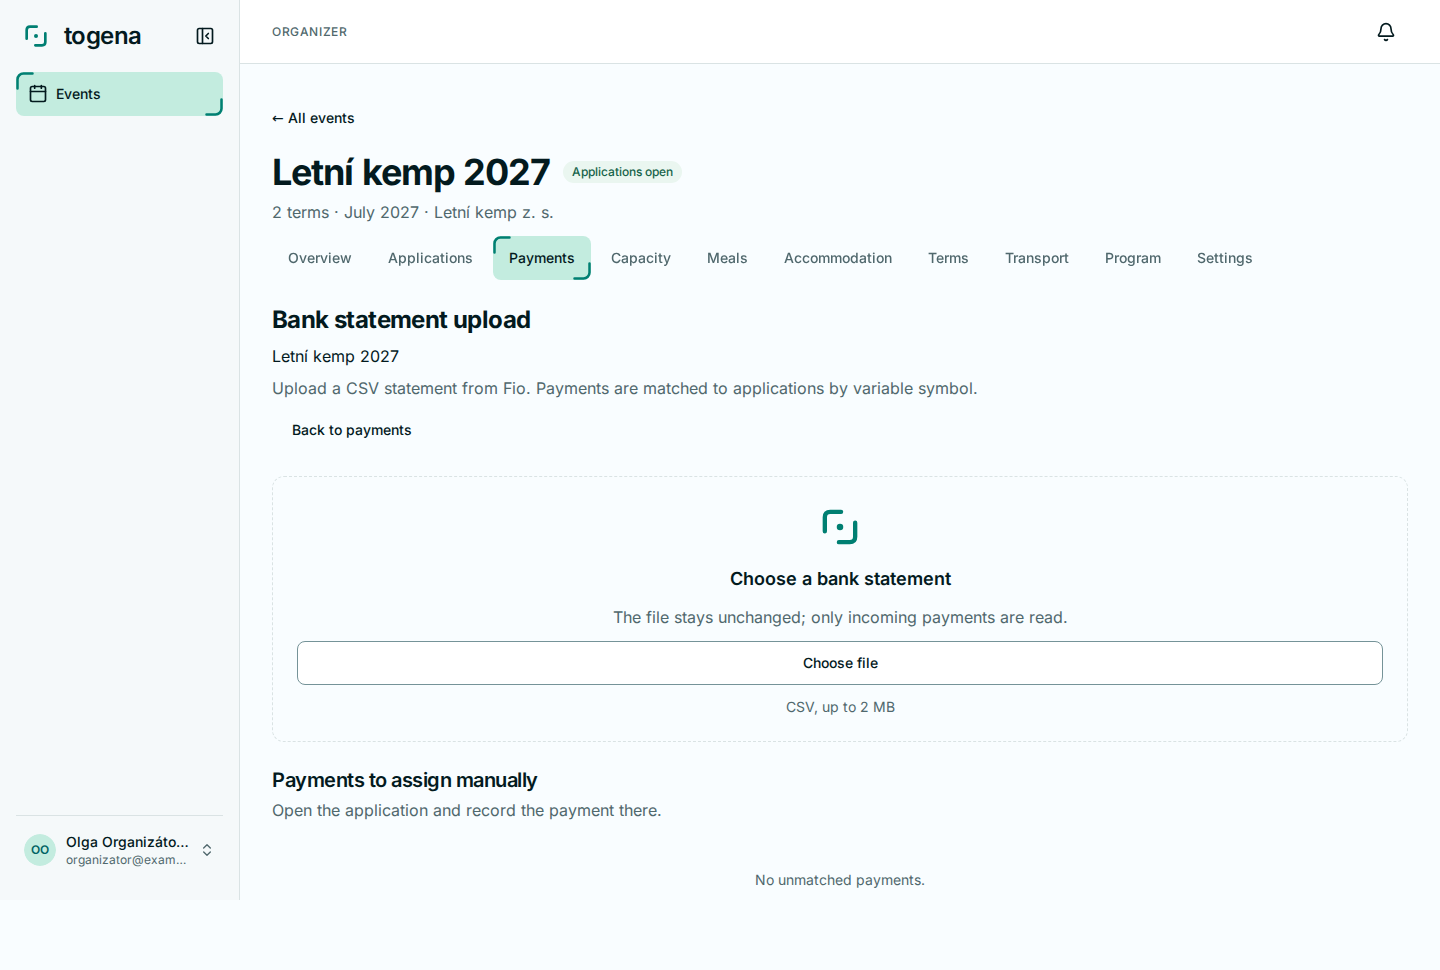 togena
ORGANIZER
Events
← All events
Letní kemp 2027
Applications open
2 terms · July 2027 · Letní kemp z. s.
Overview
Applications
Payments
Capacity
Meals
Accommodation
Terms
Transport
Program
Settings
Bank statement upload
Letní kemp 2027
Upload a CSV statement from Fio. Payments are matched to applications by variable symbol.
Back to payments
Choose a bank statement
The file stays unchanged; only incoming payments are read.
Choose file
CSV, up to 2 MB
Payments to assign manually
Open the application and record the payment there.
No unmatched payments.
OO
Olga Organizáto...
organizator@exam...